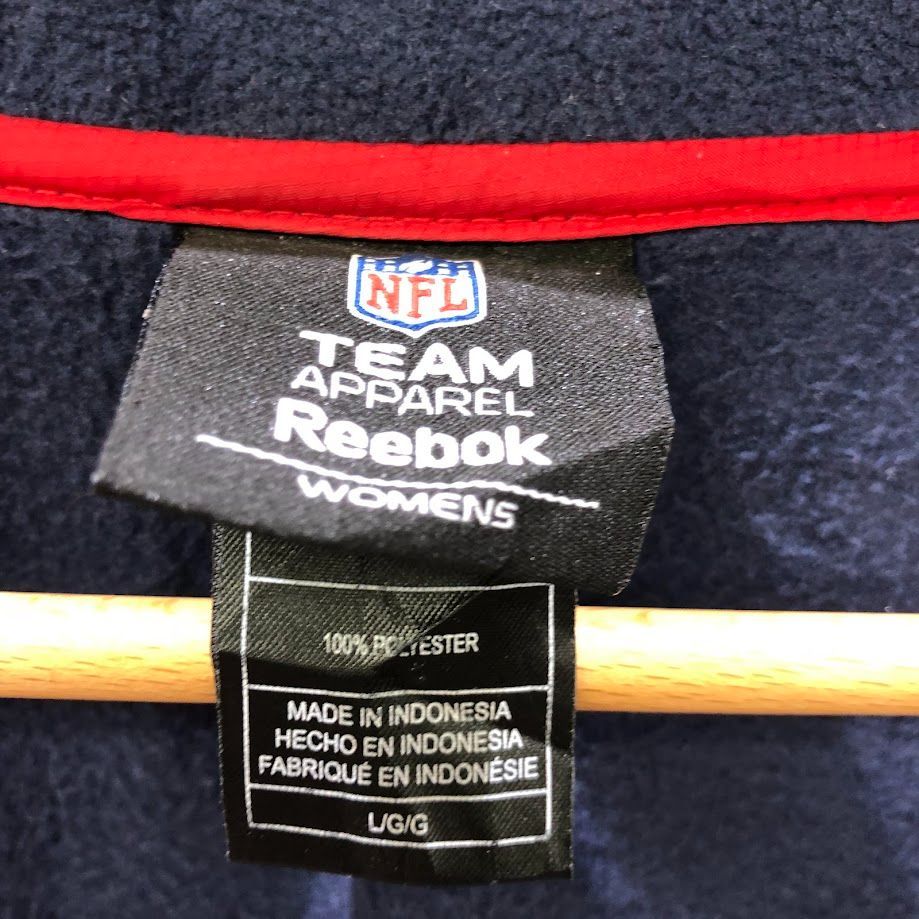 NFL
TEAM
APPAREL
Reebok
WOMENS
100% POLYESTER
MADE IN INDONESIA
HECHO EN INDONESIA
FABRIQUÉ EN INDONÉSIE
L/G/G